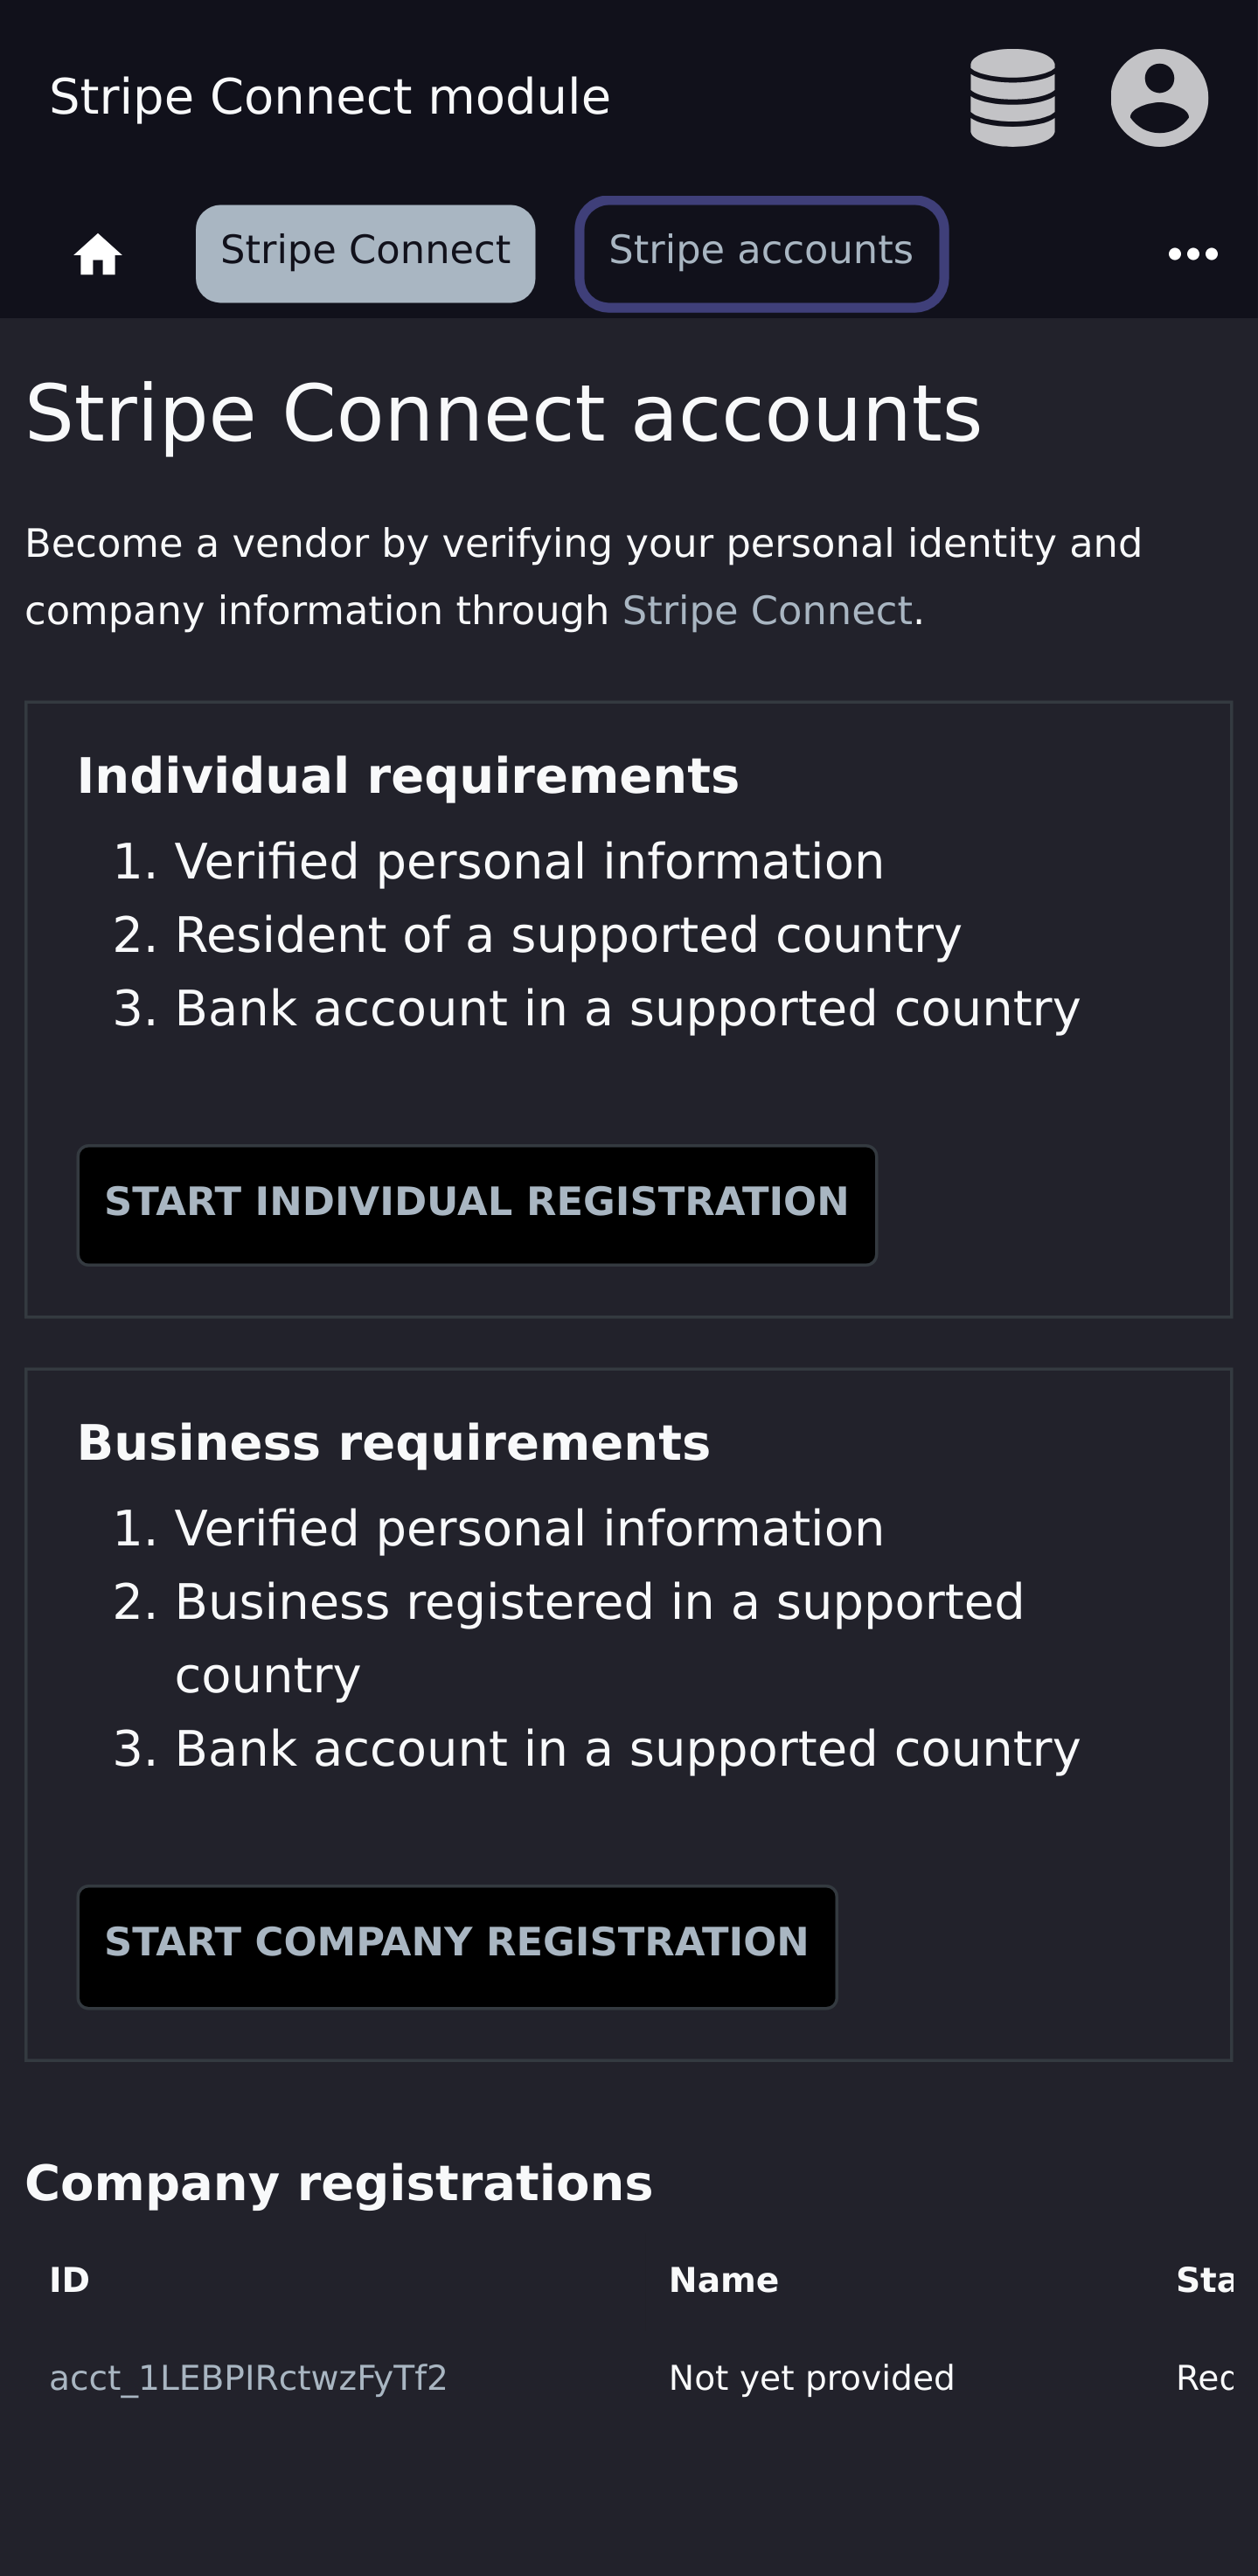 Stripe Connect module
Stripe Connect Stripe accounts
Stripe Connect accounts
Become a vendor by verifying your personal identity and
company information through Stripe Connect.
Individual requirements
1. Verified personal information
2. Resident of a supported country
3. Bank account in a supported country
START INDIVIDUAL REGISTRATION
Business requirements
1. Verified personal information
2. Business registered in a supported
country
3. Bank account in a supported country
START COMPANY REGISTRATION
Company registrations
ID Name Sta
acct_1LEBPIRctwzFyTf2 Not yet provided